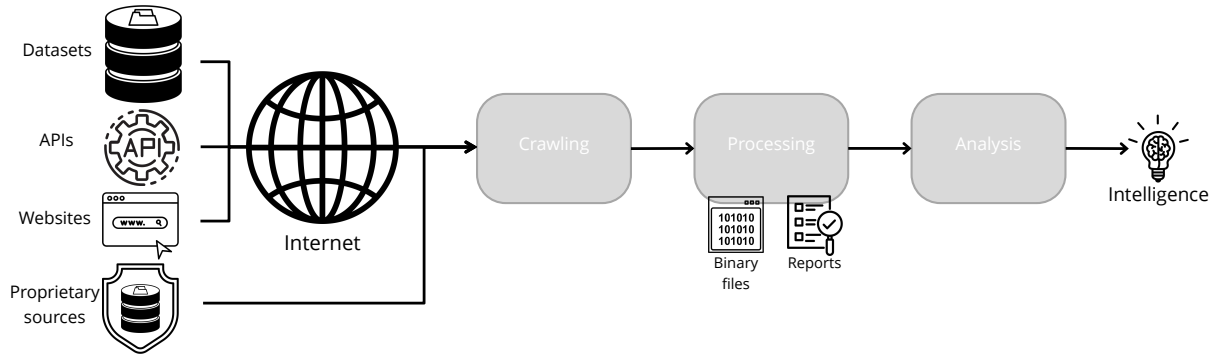 Datasets
APIs
API
Websites
www.
Proprietary
sources
Internet
Crawling
Processing
101010
101010
101010
Binary
files
Reports
Analysis
Intelligence